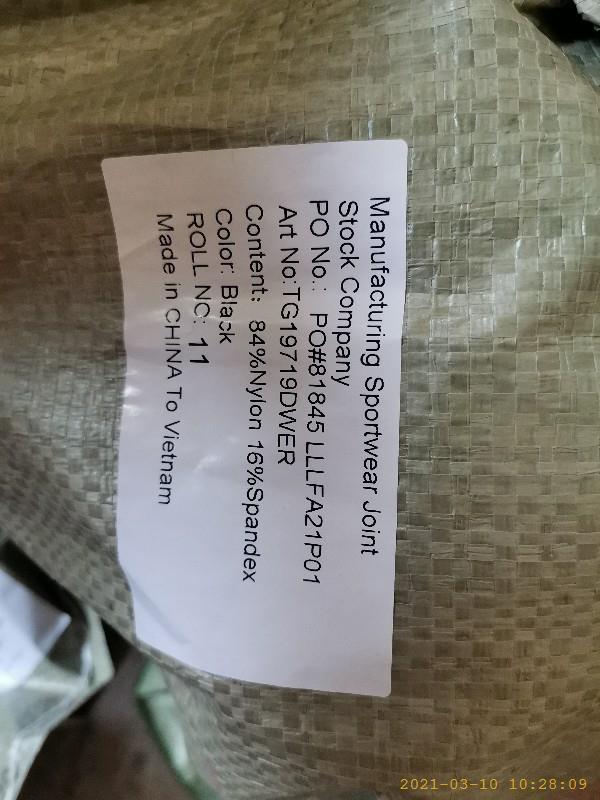 Manufacturing Sportwear Joint
Stock Company
PO No.: PO#81845 LLLFA21P01
Art No:TG19719DWER
Content: 84%Nylon 16%Spandex
Color: Black
ROLL NO: 11
Made in CHINA To Vietnam
2021-03-10 10:28:09